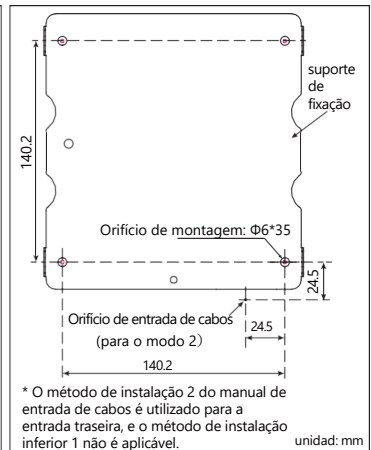 suporte
de
fixação
140.2
Orifício de montagem: Φ6*35
24.5
Orifício de entrada de cabos
(para o modo 2)
24.5
140.2
* O método de instalação 2 do manual de
entrada de cabos é utilizado para a
entrada traseira, e o método de instalação
inferior 1 não é aplicável.
unidad: mm